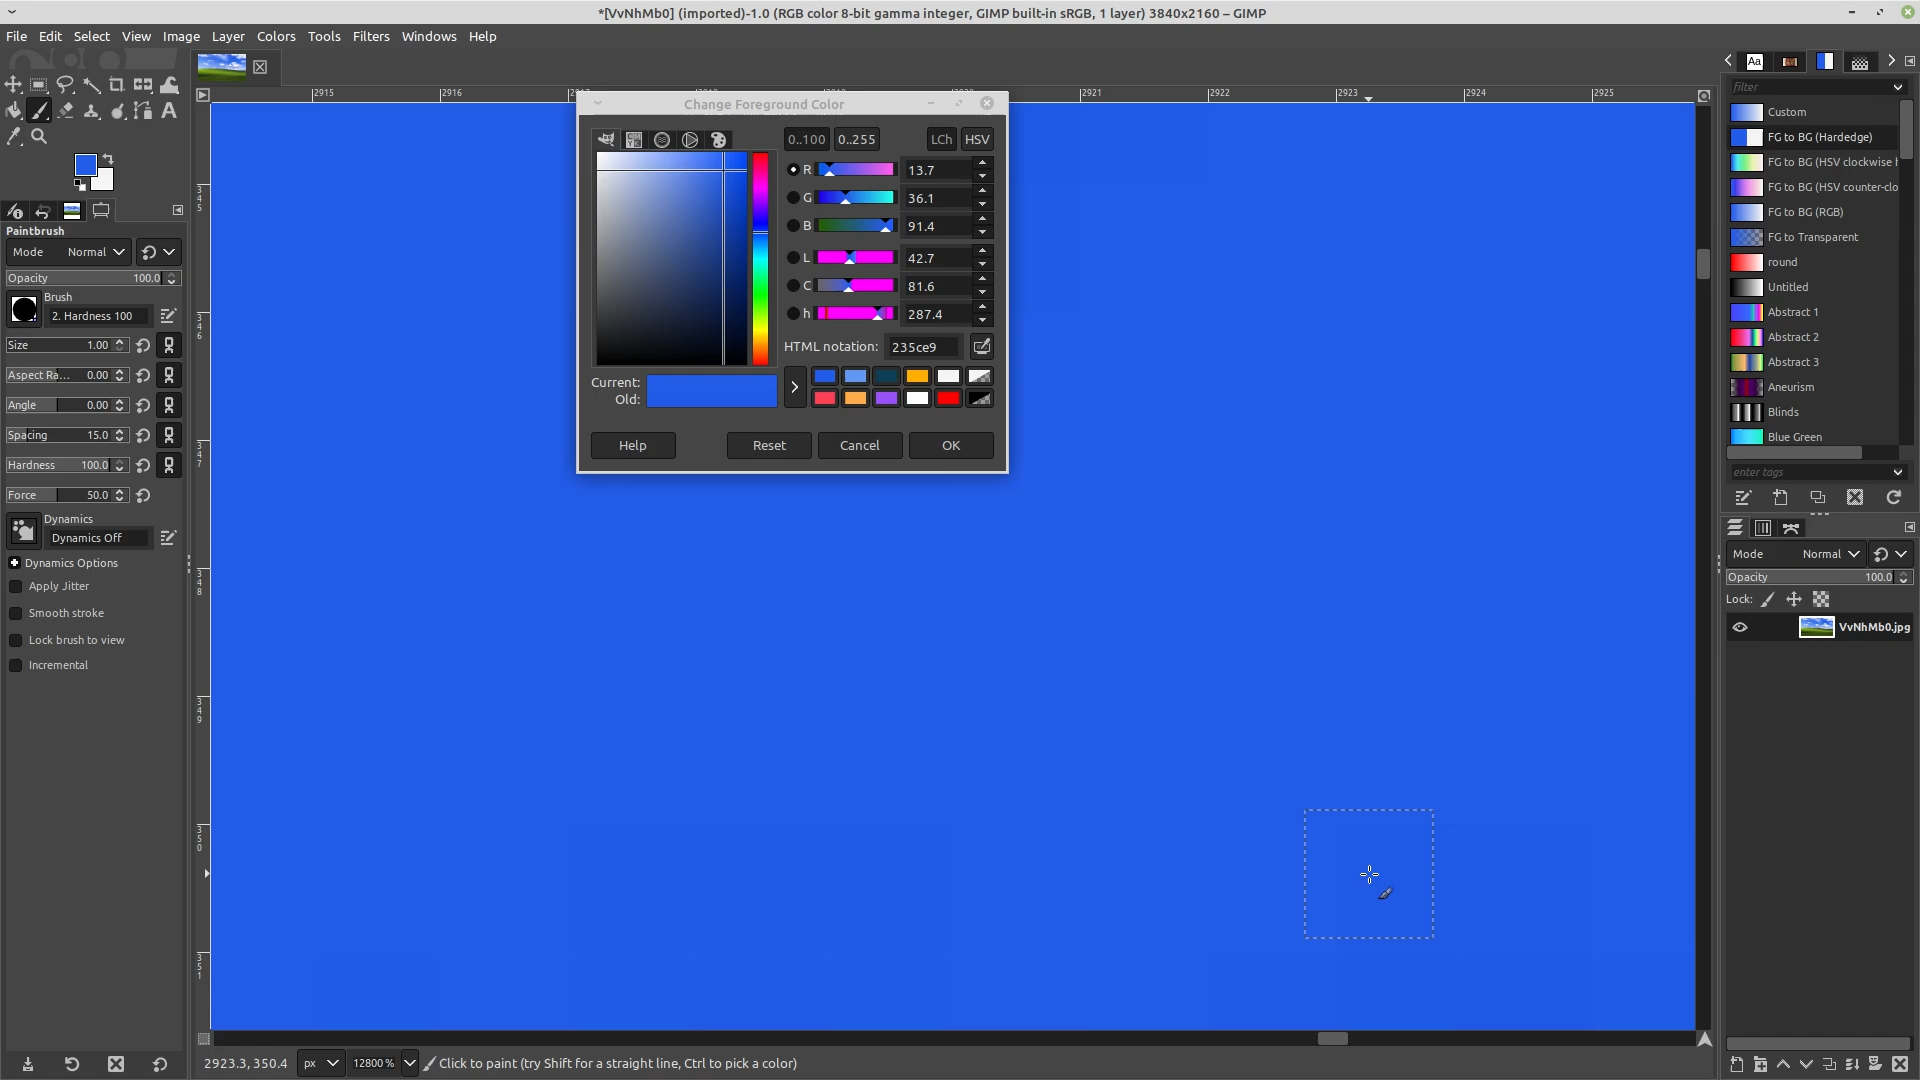 *[VvNhMb0] (imported)-1.0 (RGB color 8-bit gamma integer, GIMP built-in sRGB, 1 layer) 3840x2160 – GIMP
File Edit Select View Image Layer Colors Tools Filters Windows Help
2915 2916 2921 2922 2923 2924 2925
345
346
347
348
349
350
351
Paintbrush
Mode Normal
Opacity 100.0
Brush
2. Hardness 100
Size 1.00
Aspect Ra... 0.00
Angle 0.00
Spacing 15.0
Hardness 100.0
Force 50.0
Dynamics
Dynamics Off
Dynamics Options
Apply Jitter
Smooth stroke
Lock brush to view
Incremental
Change Foreground Color
0..100 0..255 LCh HSV
R 13.7
G 36.1
B 91.4
L 42.7
C 81.6
h 287.4
HTML notation: 235ce9
Current:
Old:
Help Reset Cancel OK
Aa
filter
Custom
FG to BG (Hardedge)
FG to BG (HSV clockwise h
FG to BG (HSV counter-clo
FG to BG (RGB)
FG to Transparent
round
Untitled
Abstract 1
Abstract 2
Abstract 3
Aneurism
Blinds
Blue Green
enter tags
Mode Normal
Opacity 100.0
Lock:
VvNhMb0.jpg
2923.3, 350.4 px 12800 % Click to paint (try Shift for a straight line, Ctrl to pick a color)